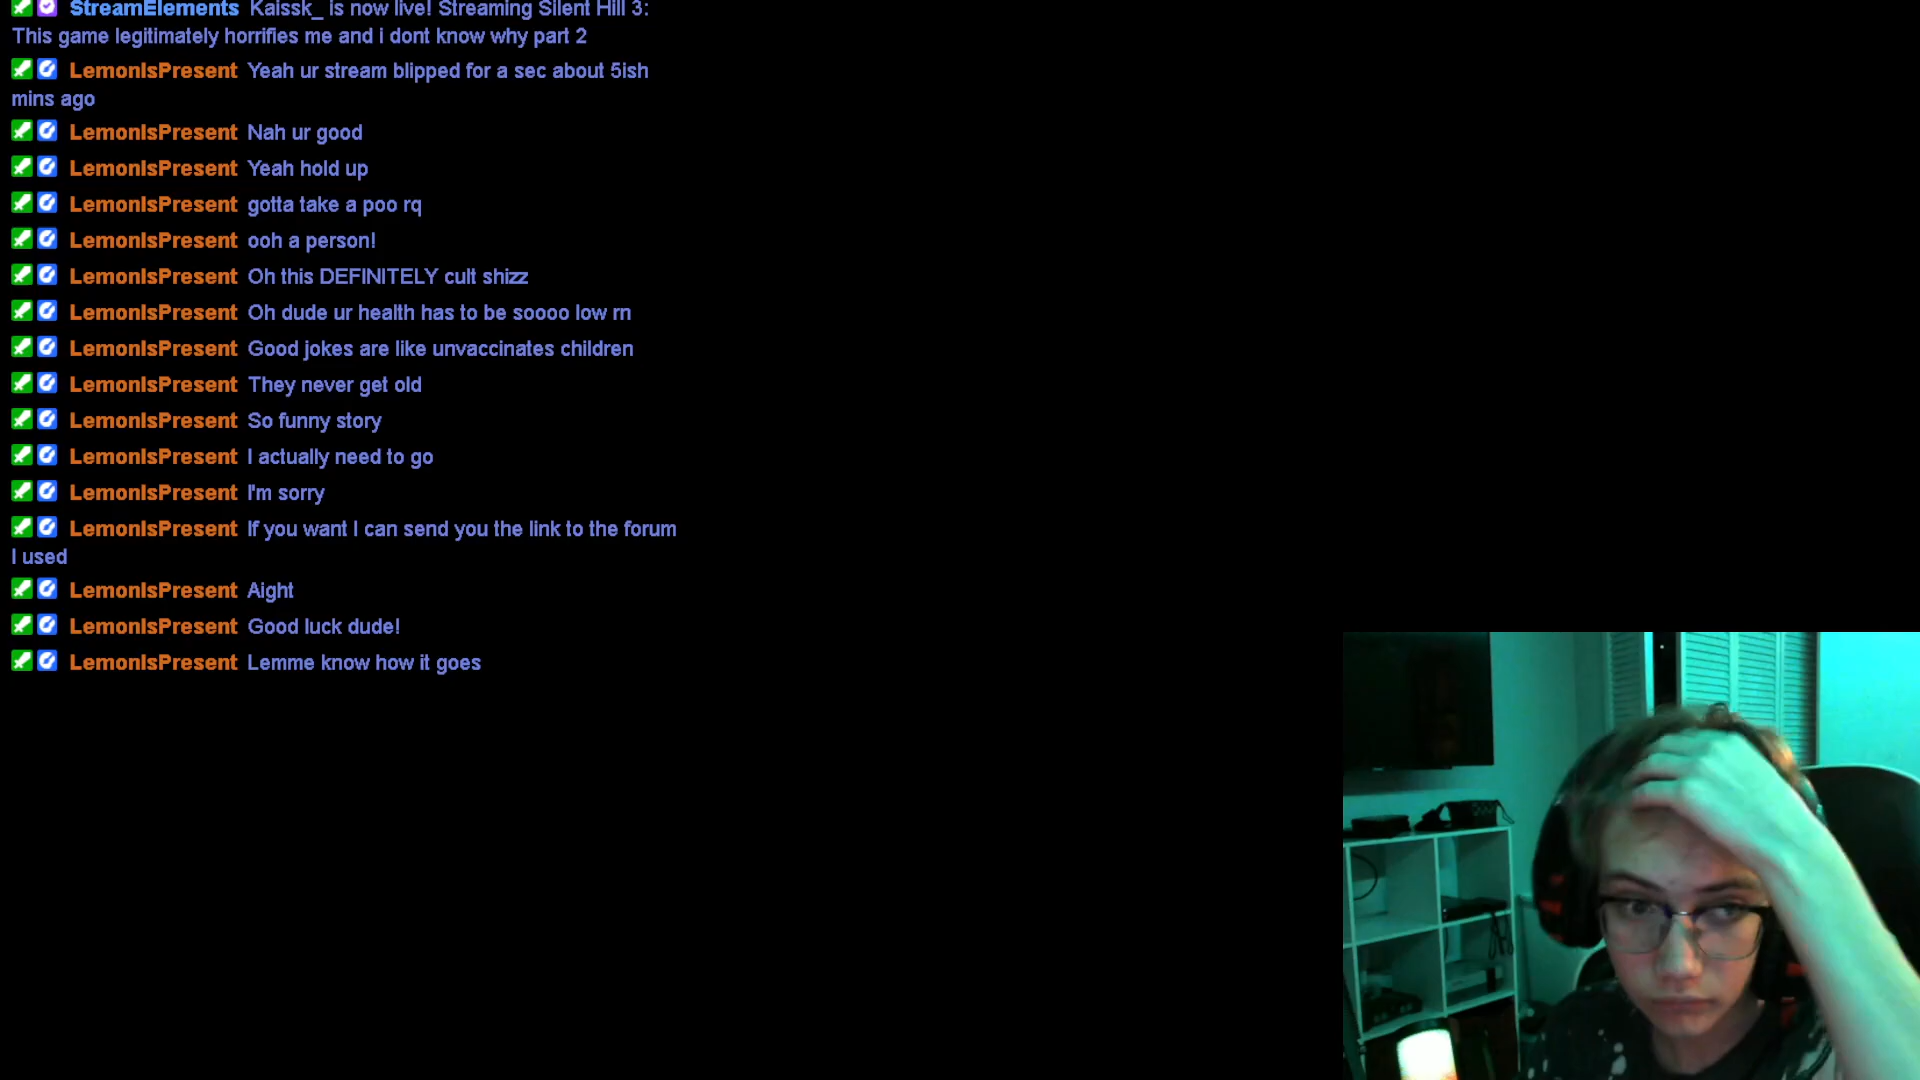 StreamElements Kaissk_ is now live! Streaming Silent Hill 3:
This game legitimately horrifies me and i dont know why part 2
LemonIsPresent Yeah ur stream blipped for a sec about 5ish
mins ago
LemonIsPresent Nah ur good
LemonIsPresent Yeah hold up
LemonIsPresent gotta take a poo rq
LemonIsPresent ooh a person!
LemonIsPresent Oh this DEFINITELY cult shizz
LemonIsPresent Oh dude ur health has to be soooo low rn
LemonIsPresent Good jokes are like unvaccinates children
LemonIsPresent They never get old
LemonIsPresent So funny story
LemonIsPresent I actually need to go
LemonIsPresent I'm sorry
LemonIsPresent If you want I can send you the link to the forum
I used
LemonIsPresent Aight
LemonIsPresent Good luck dude!
LemonIsPresent Lemme know how it goes